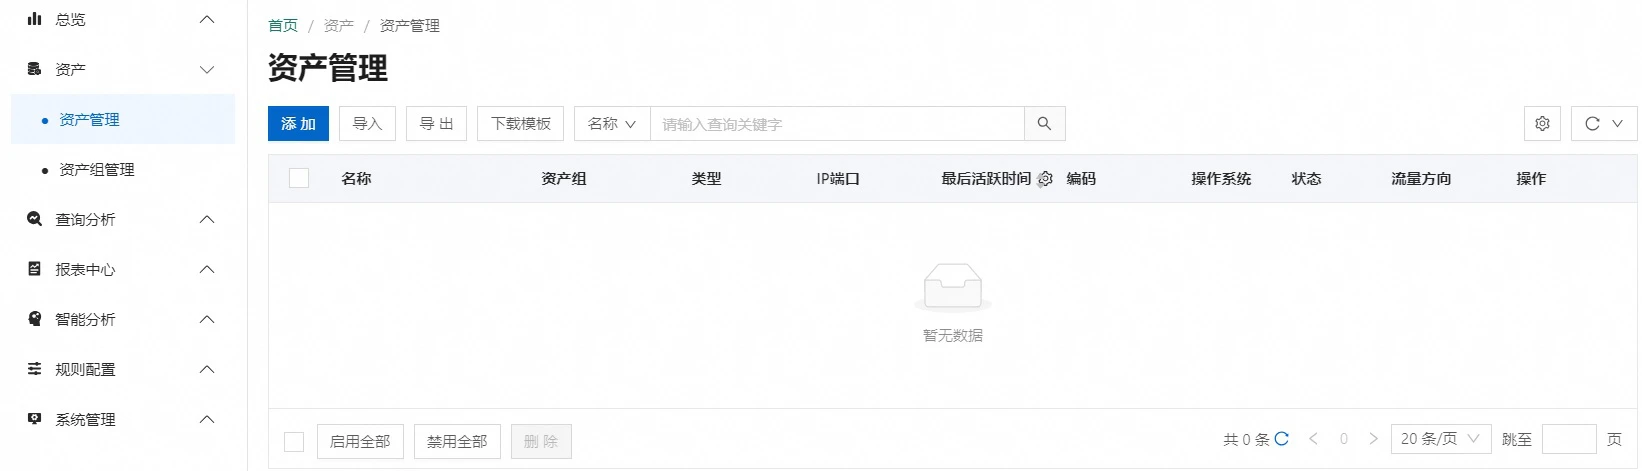 总览
资产
资产管理
资产组管理
查询分析
报表中心
智能分析
规则配置
系统管理
首页 / 资产 / 资产管理
资产管理
添 加 导入 导 出 下载模板 名称 请输入查询关键字
名称 资产组 类型 IP端口 最后活跃时间 编码 操作系统 状态 流量方向 操作
暂无数据
启用全部 禁用全部 删 除 共 0 条 0 20 条/页 跳至 页